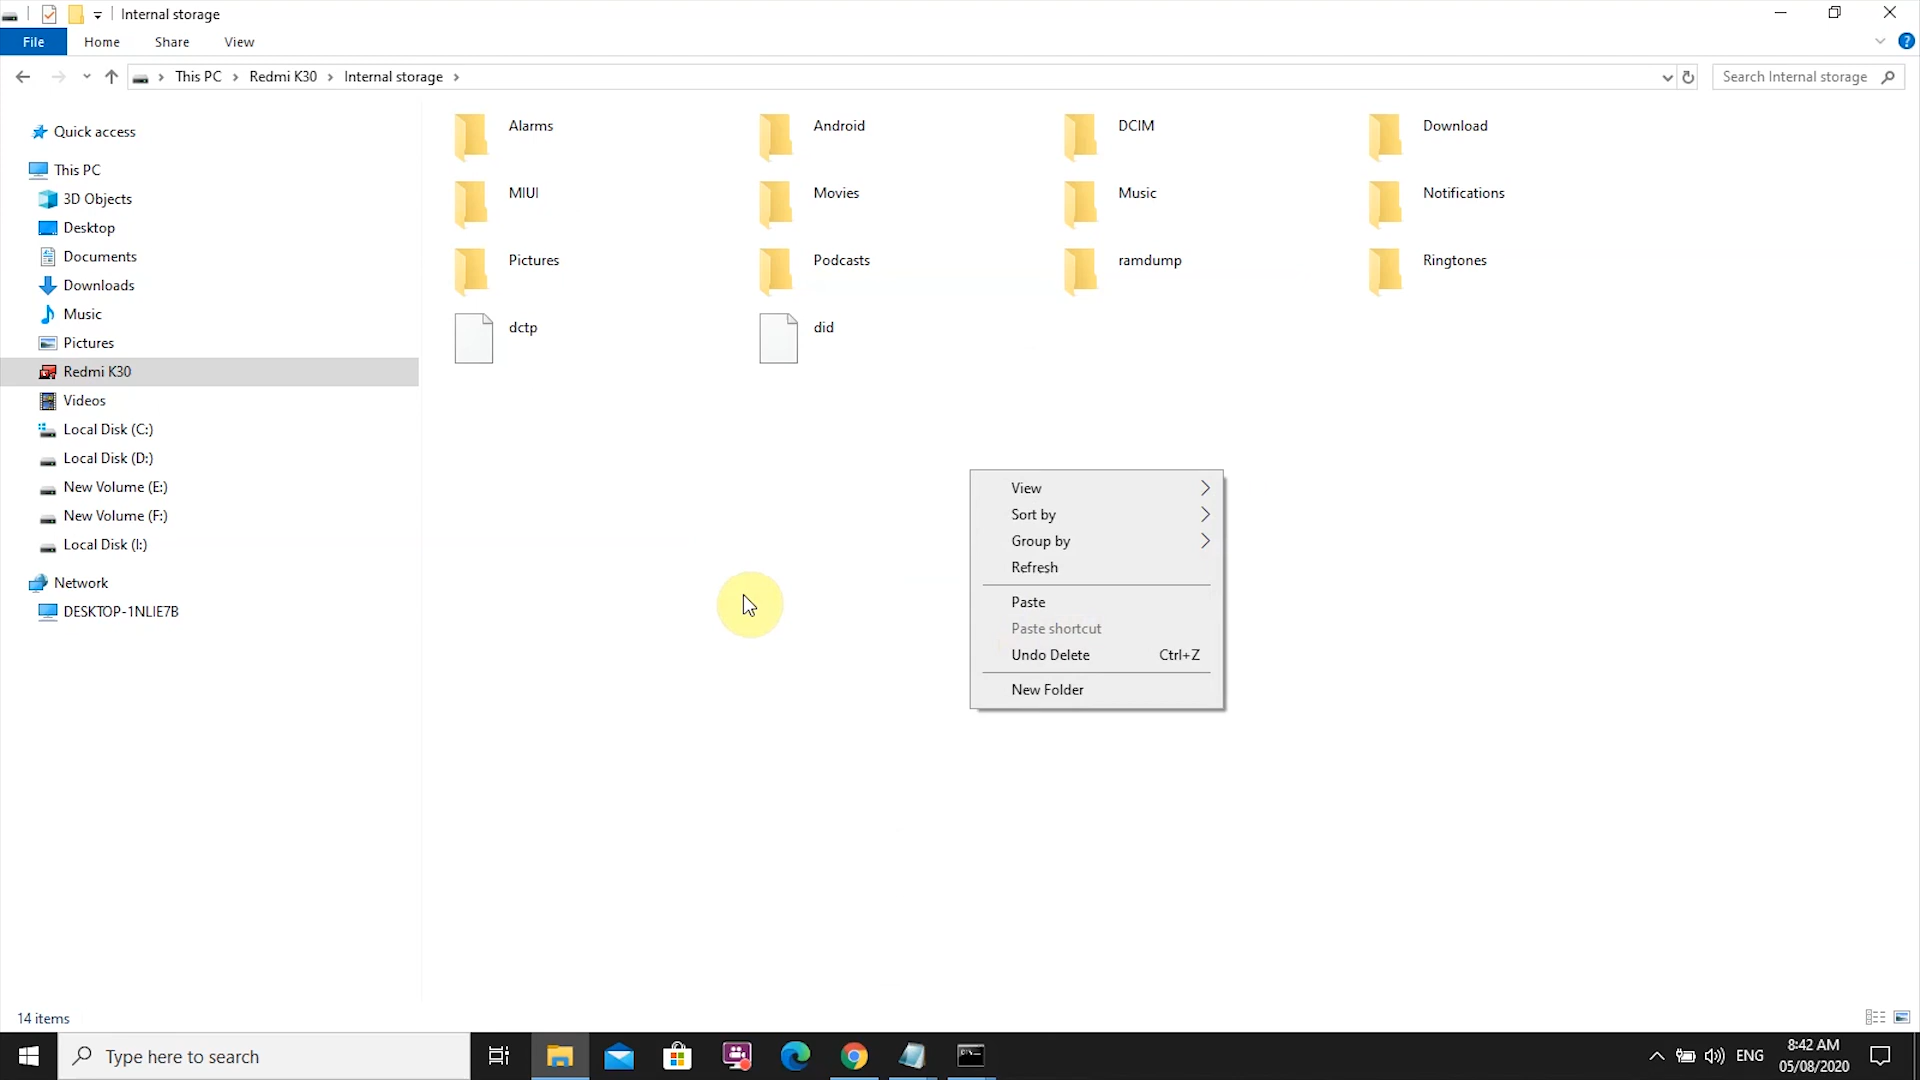 Internal storage
File Home Share View
This PC Redmi K30 Internal storage
Search Internal storage
Quick access
This PC
3D Objects
Desktop
Documents
Downloads
Music
Pictures
Redmi K30
Videos
Local Disk (C:)
Local Disk (D:)
New Volume (E:)
New Volume (F:)
Local Disk (I:)
Network
DESKTOP-1NLIE7B
Alarms Android DCIM Download
MIUI Movies Music Notifications
Pictures Podcasts ramdump Ringtones
dctp did
View
Sort by
Group by
Refresh
Paste
Paste shortcut
Undo Delete Ctrl+Z
New Folder
14 items
Type here to search
ENG
8:42 AM
05/08/2020